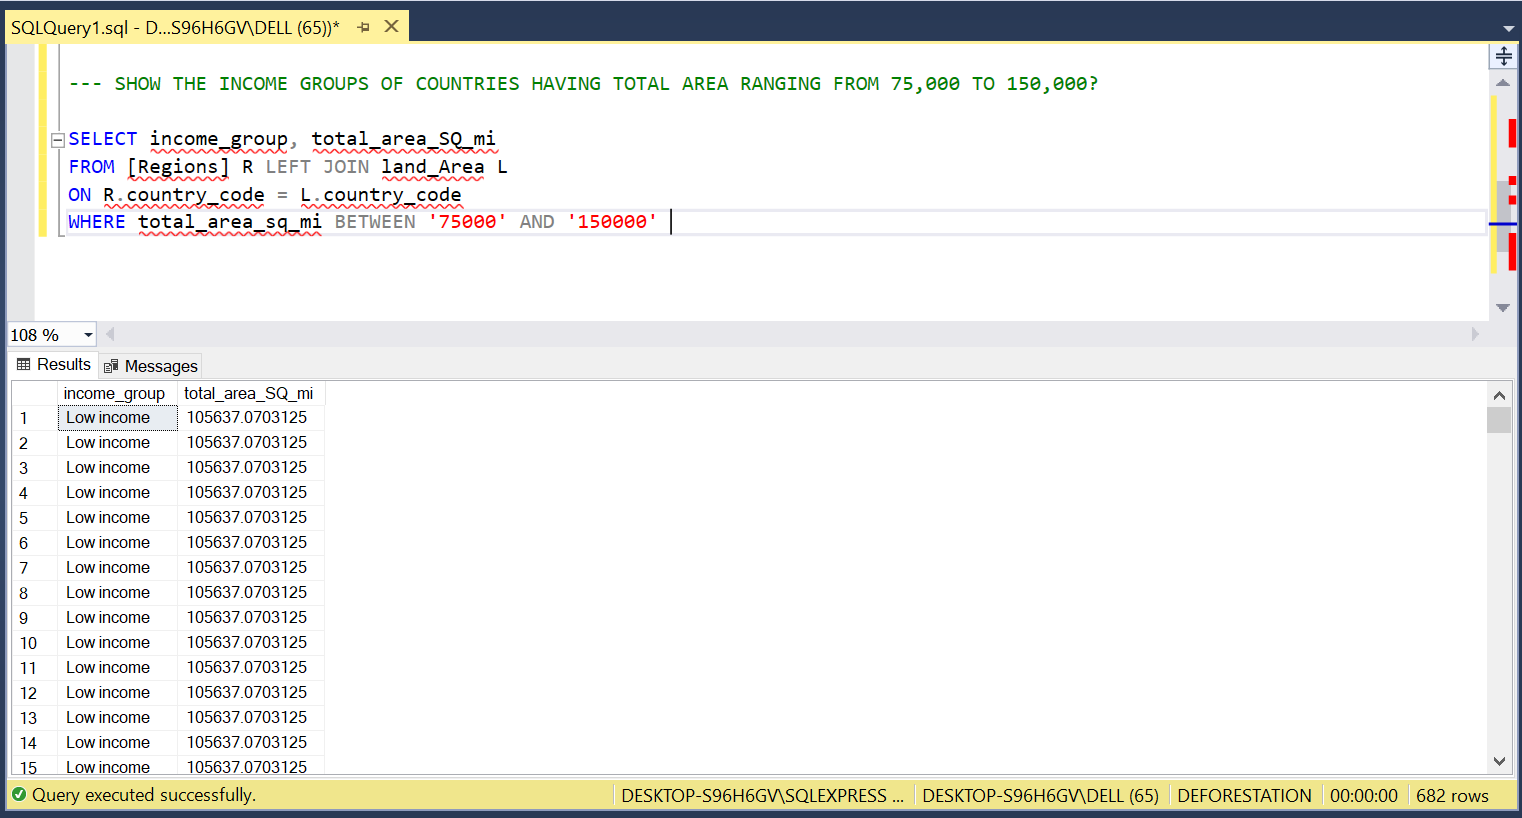 SQLQuery1.sql - D...S96H6GV\DELL (65))*
--- SHOW THE INCOME GROUPS OF COUNTRIES HAVING TOTAL AREA RANGING FROM 75,000 TO 150,000?
SELECT income_group, total_area_SQ_mi
FROM [Regions] R LEFT JOIN land_Area L
ON R.country_code = L.country_code
WHERE total_area_sq_mi BETWEEN '75000' AND '150000'
108 %
Results Messages
income_group total_area_SQ_mi
1 Low income 105637.0703125
2 Low income 105637.0703125
3 Low income 105637.0703125
4 Low income 105637.0703125
5 Low income 105637.0703125
6 Low income 105637.0703125
7 Low income 105637.0703125
8 Low income 105637.0703125
9 Low income 105637.0703125
10 Low income 105637.0703125
11 Low income 105637.0703125
12 Low income 105637.0703125
13 Low income 105637.0703125
14 Low income 105637.0703125
15 Low income 105637.0703125
Query executed successfully. DESKTOP-S96H6GV\SQLEXPRESS ... DESKTOP-S96H6GV\DELL (65) DEFORESTATION 00:00:00 682 rows